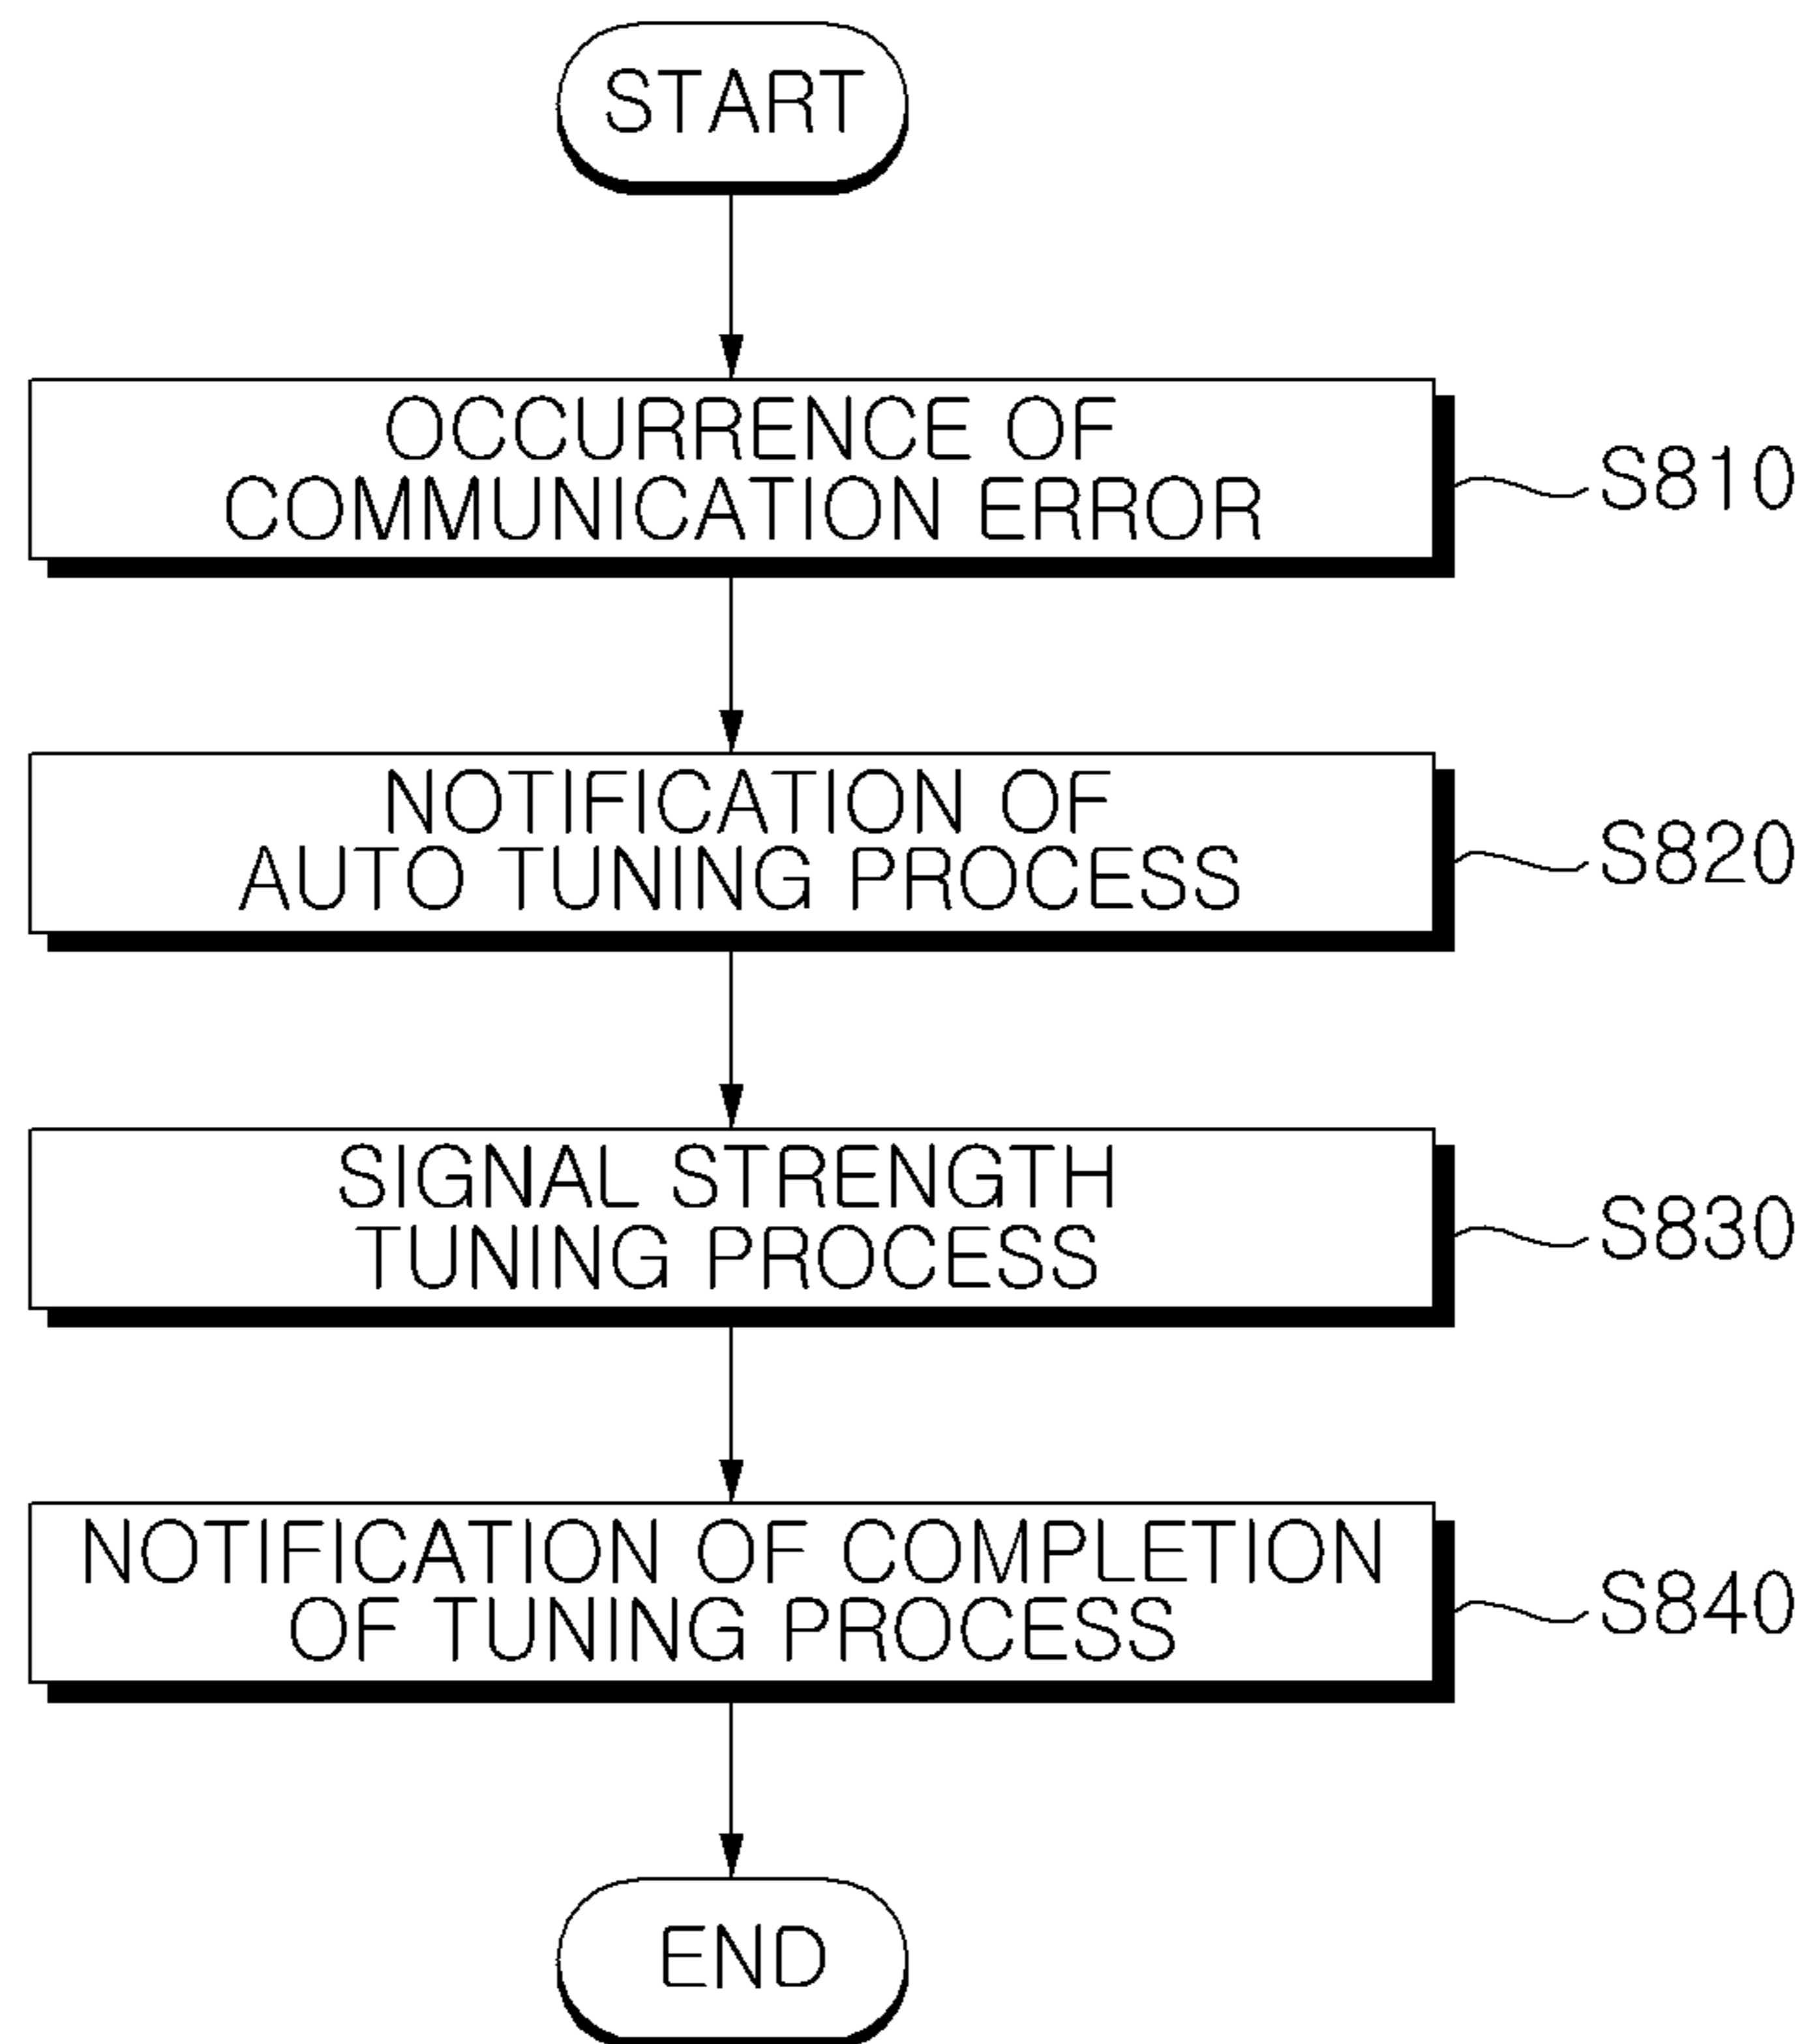 START
OCCURRENCE OF
COMMUNICATION ERROR
S810
NOTIFICATION OF
AUTO TUNING PROCESS
S820
SIGNAL STRENGTH
TUNING PROCESS
S830
NOTIFICATION OF COMPLETION
OF TUNING PROCESS
S840
END